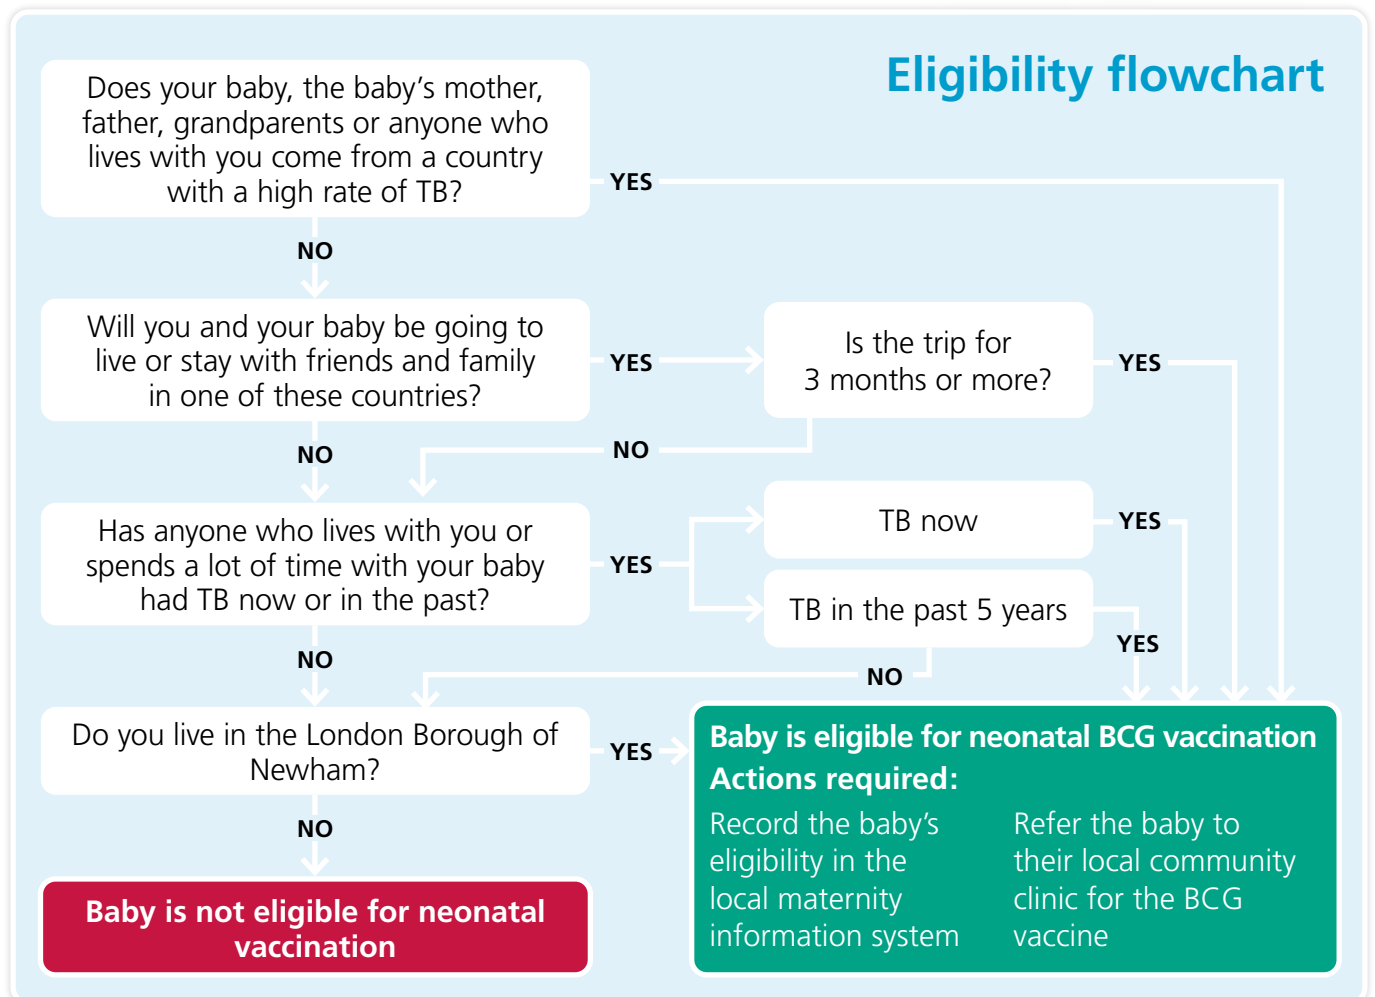 Eligibility flowchart
Does your baby, the baby’s mother,
father, grandparents or anyone who
lives with you come from a country
with a high rate of TB?
YES
NO
Will you and your baby be going to
live or stay with friends and family
in one of these countries?
YES
Is the trip for
3 months or more?
YES
NO
NO
Has anyone who lives with you or
spends a lot of time with your baby
had TB now or in the past?
YES
TB now
YES
TB in the past 5 years
YES
NO
NO
Do you live in the London Borough of
Newham?
YES
NO
Baby is not eligible for neonatal
vaccination
Baby is eligible for neonatal BCG vaccination
Actions required:
Record the baby’s
eligibility in the
local maternity
information system
Refer the baby to
their local community
clinic for the BCG
vaccine